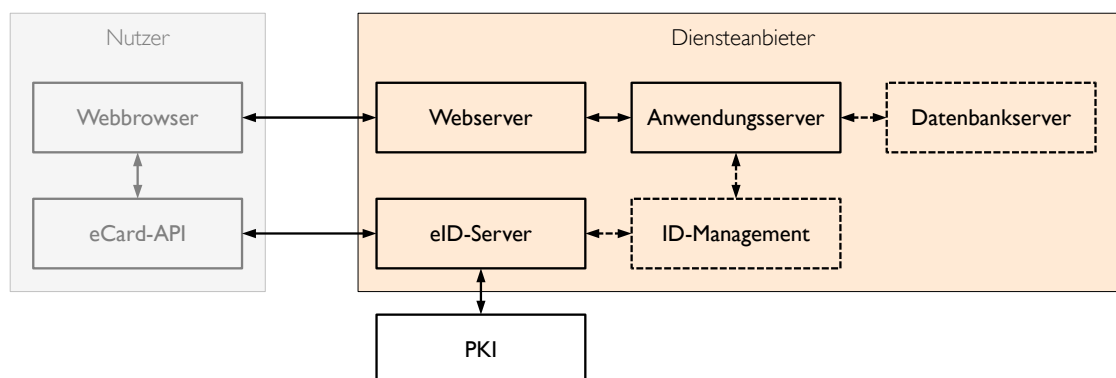 Nutzer
Diensteanbieter
Webbrowser
Webserver
Anwendungsserver
Datenbankserver
eCard-API
eID-Server
ID-Management
PKI